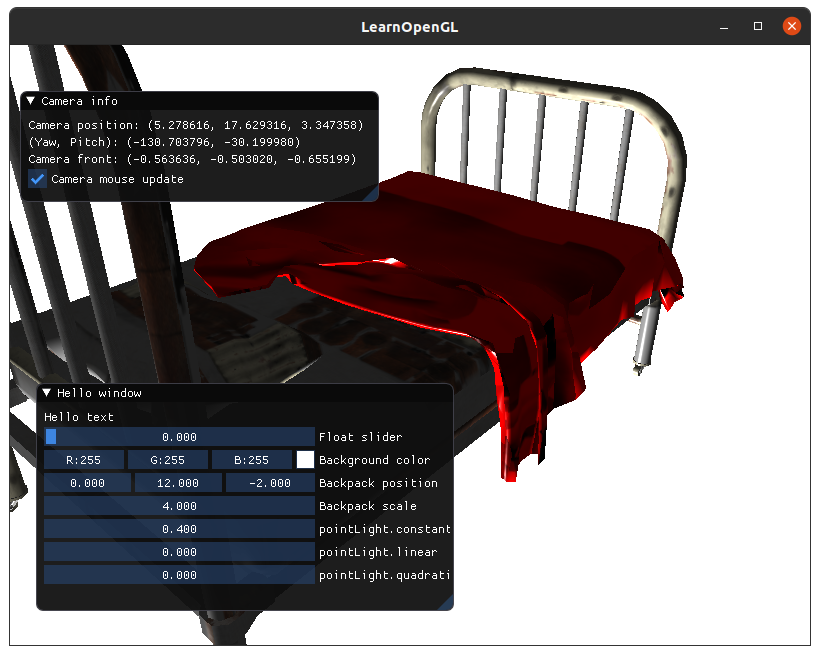 LearnOpenGL
Camera info
Camera position: (5.278616, 17.629316, 3.347358)
(Yaw, Pitch): (-130.703796, -30.199980)
Camera front: (-0.563636, -0.503020, -0.655199)
Camera mouse update
Hello window
Hello text
0.000 Float slider
R:255 G:255 B:255 Background color
0.000 12.000 -2.000 Backpack position
4.000 Backpack scale
0.400 pointLight.constant
0.000 pointLight.linear
0.000 pointLight.quadrati